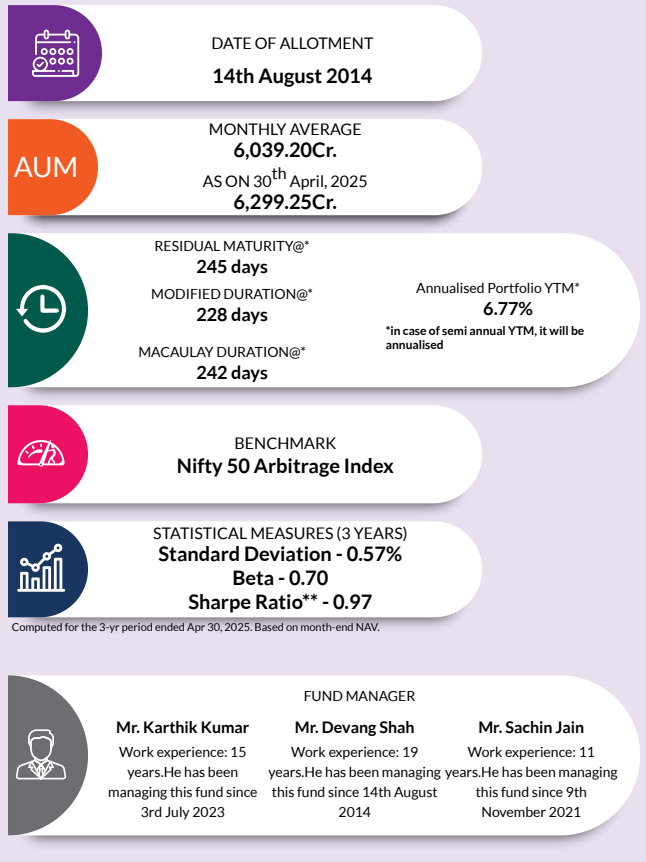 DATE OF ALLOTMENT
14th August 2014
AUM
MONTHLY AVERAGE
6,039.20Cr.
AS ON 30th April, 2025
6,299.25Cr.
RESIDUAL MATURITY@*
245 days
MODIFIED DURATION@*
228 days
MACAULAY DURATION@*
242 days
Annualised Portfolio YTM*
6.77%
*in case of semi annual YTM, it will be
annualised
BENCHMARK
Nifty 50 Arbitrage Index
STATISTICAL MEASURES (3 YEARS)
Standard Deviation - 0.57%
Beta - 0.70
Sharpe Ratio** - 0.97
Computed for the 3-yr period ended Apr 30, 2025. Based on month-end NAV.
FUND MANAGER
Mr. Karthik Kumar
Work experience: 15
years.He has been
managing this fund since
3rd July 2023
Mr. Devang Shah
Work experience: 19
years.He has been managing
this fund since 14th August
2014
Mr. Sachin Jain
Work experience: 11
years.He has been managing
this fund since 9th
November 2021